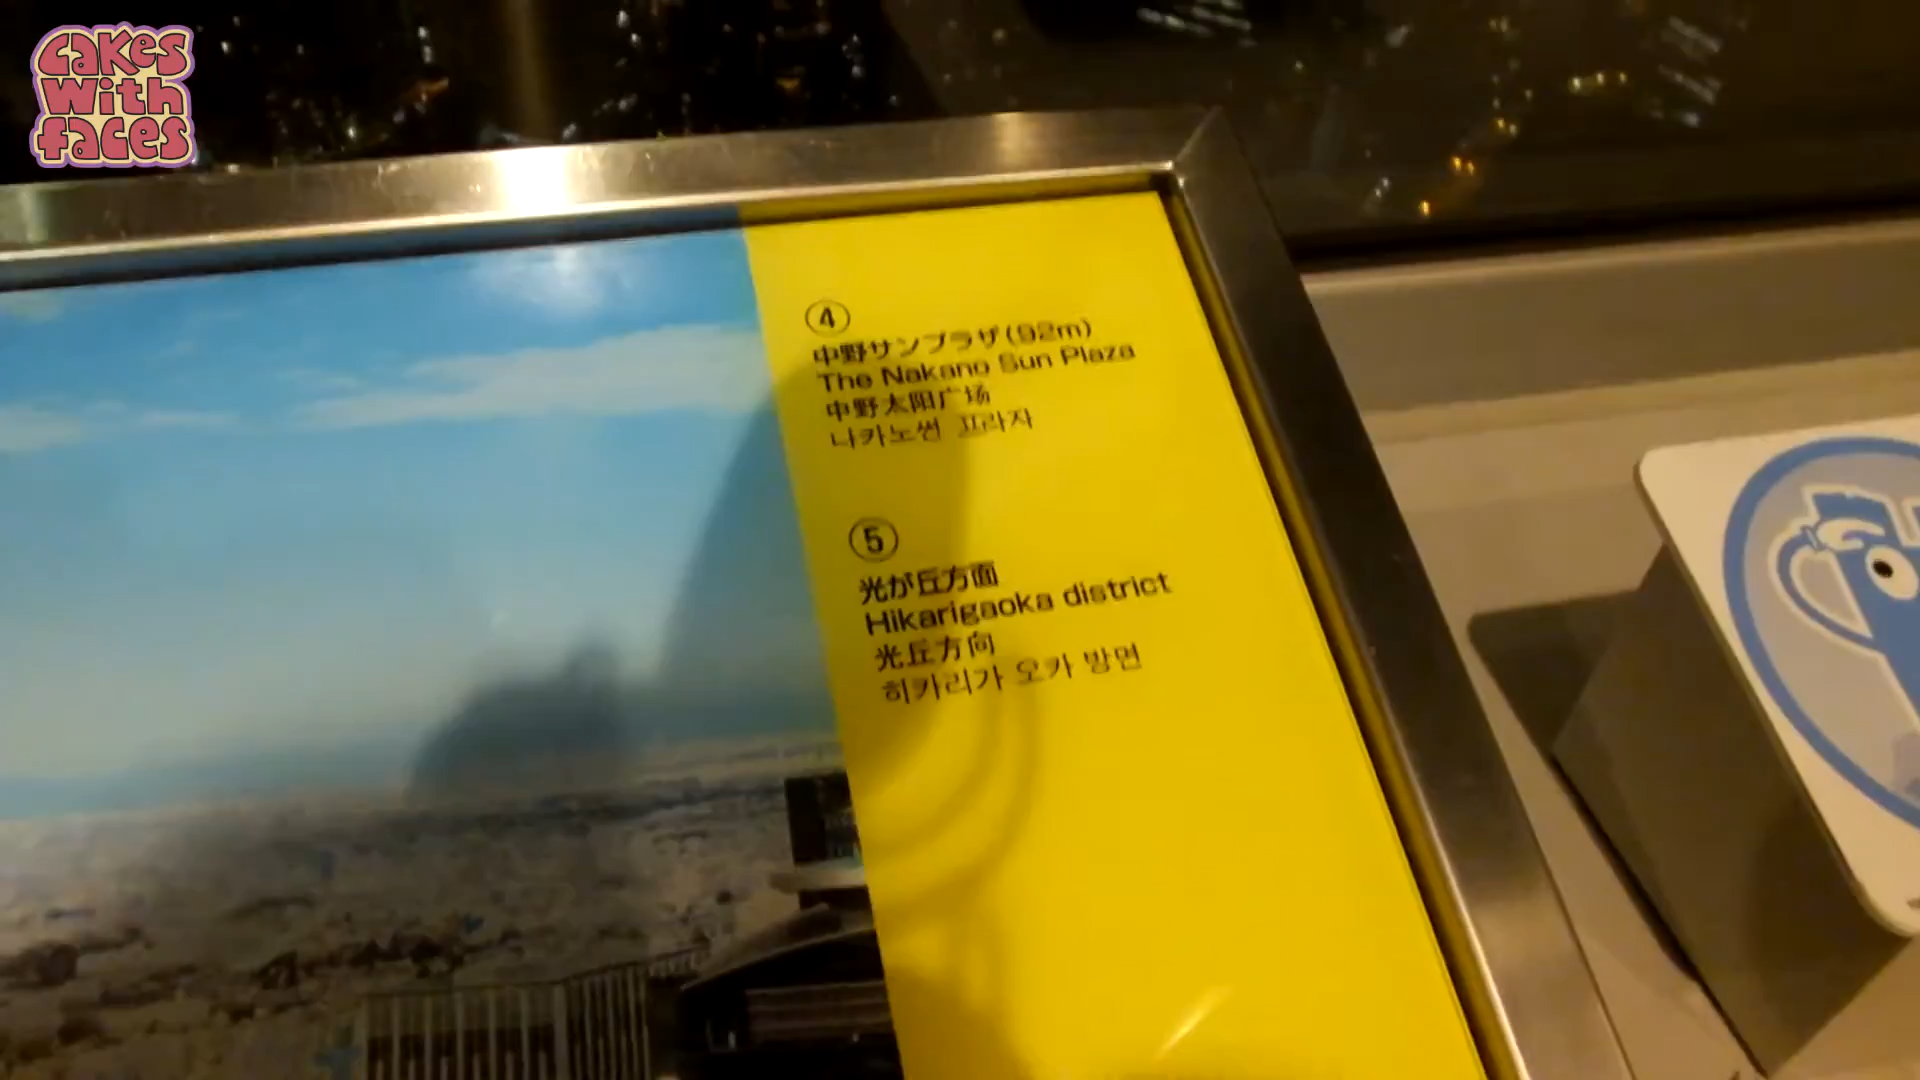 Cakes
With
faces
④
中野サンプラザ(92m)
The Nakano Sun Plaza
中野太阳广场
나카노썬 프라자
⑤
光が丘方面
Hikarigaoka district
光丘方向
히카리가 오카 방면